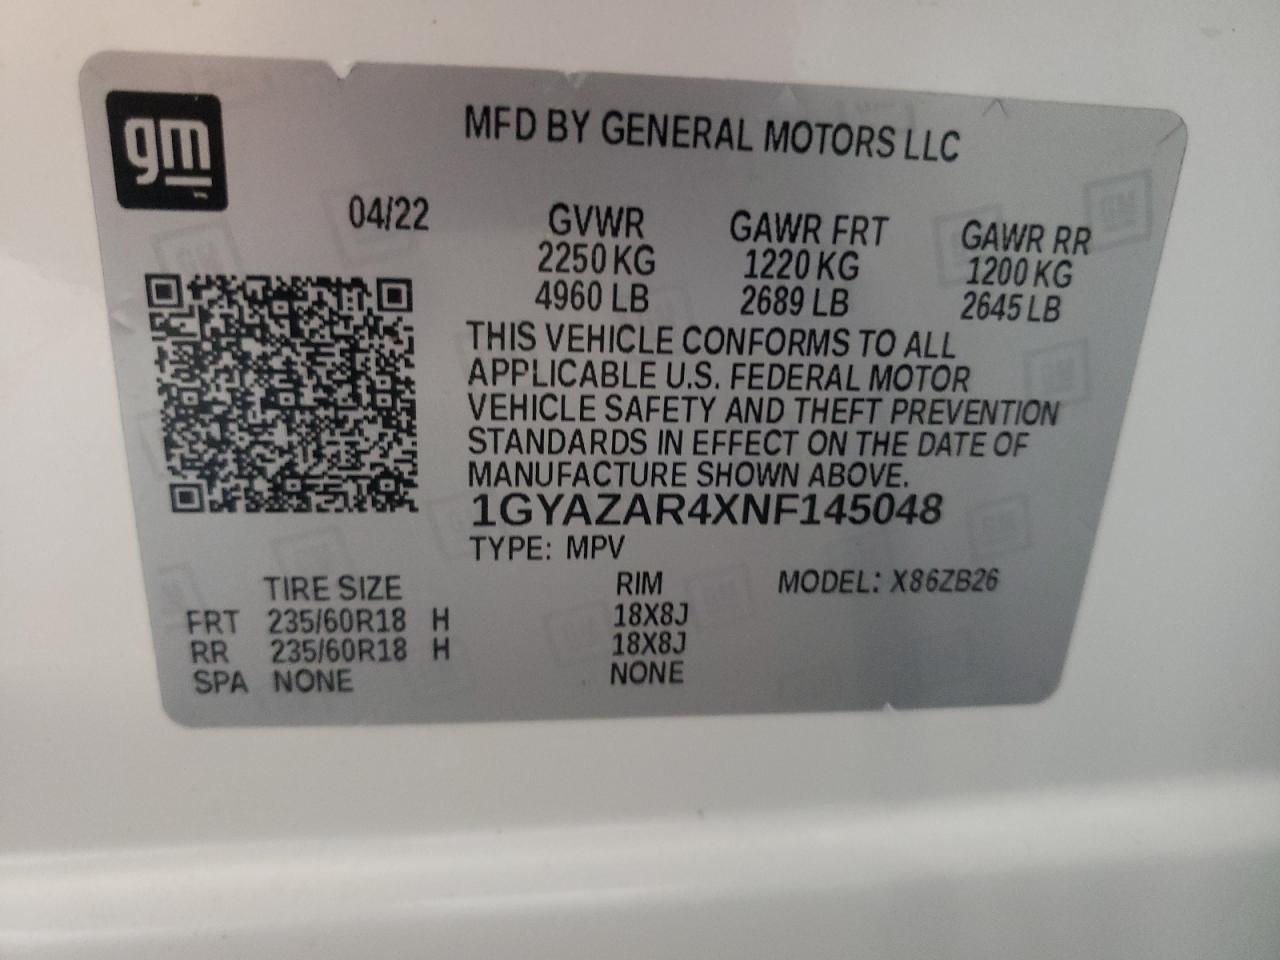 gm
MFD BY GENERAL MOTORS LLC
04/22 GVWR GAWR FRT GAWR RR
2250 KG 1220 KG 1200 KG
4960 LB 2689 LB 2645 LB
THIS VEHICLE CONFORMS TO ALL
APPLICABLE U.S. FEDERAL MOTOR
VEHICLE SAFETY AND THEFT PREVENTION
STANDARDS IN EFFECT ON THE DATE OF
MANUFACTURE SHOWN ABOVE.
1GYAZAR4XNF145048
TYPE: MPV
TIRE SIZE RIM MODEL: X86ZB26
FRT 235/60R18 H 18X8J
RR 235/60R18 H 18X8J
SPA NONE NONE